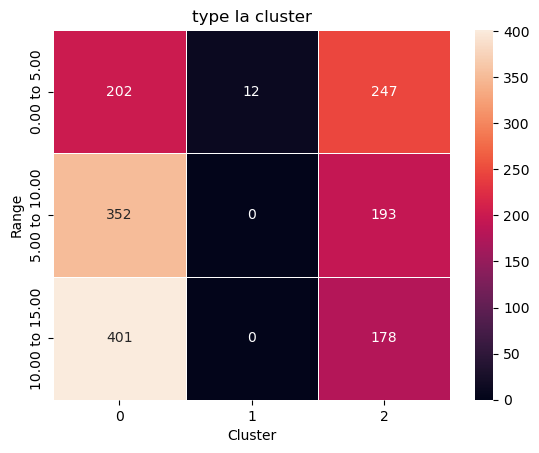 type Ia cluster
Range
0.00 to 5.00
202 12 247
5.00 to 10.00
352 0 193
10.00 to 15.00
401 0 178
0 1 2
Cluster
400
350
300
250
200
150
100
50
0